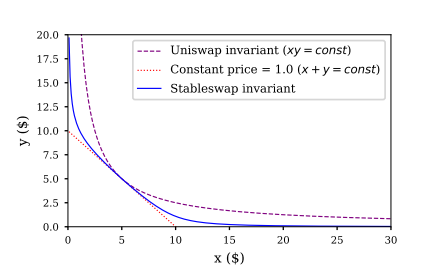 20.0
17.5
15.0
12.5
10.0
7.5
5.0
2.5
0.0
y ($)
Uniswap invariant (xy = const)
Constant price = 1.0 (x + y = const)
Stableswap invariant
0 5 10 15 20 25 30
x ($)